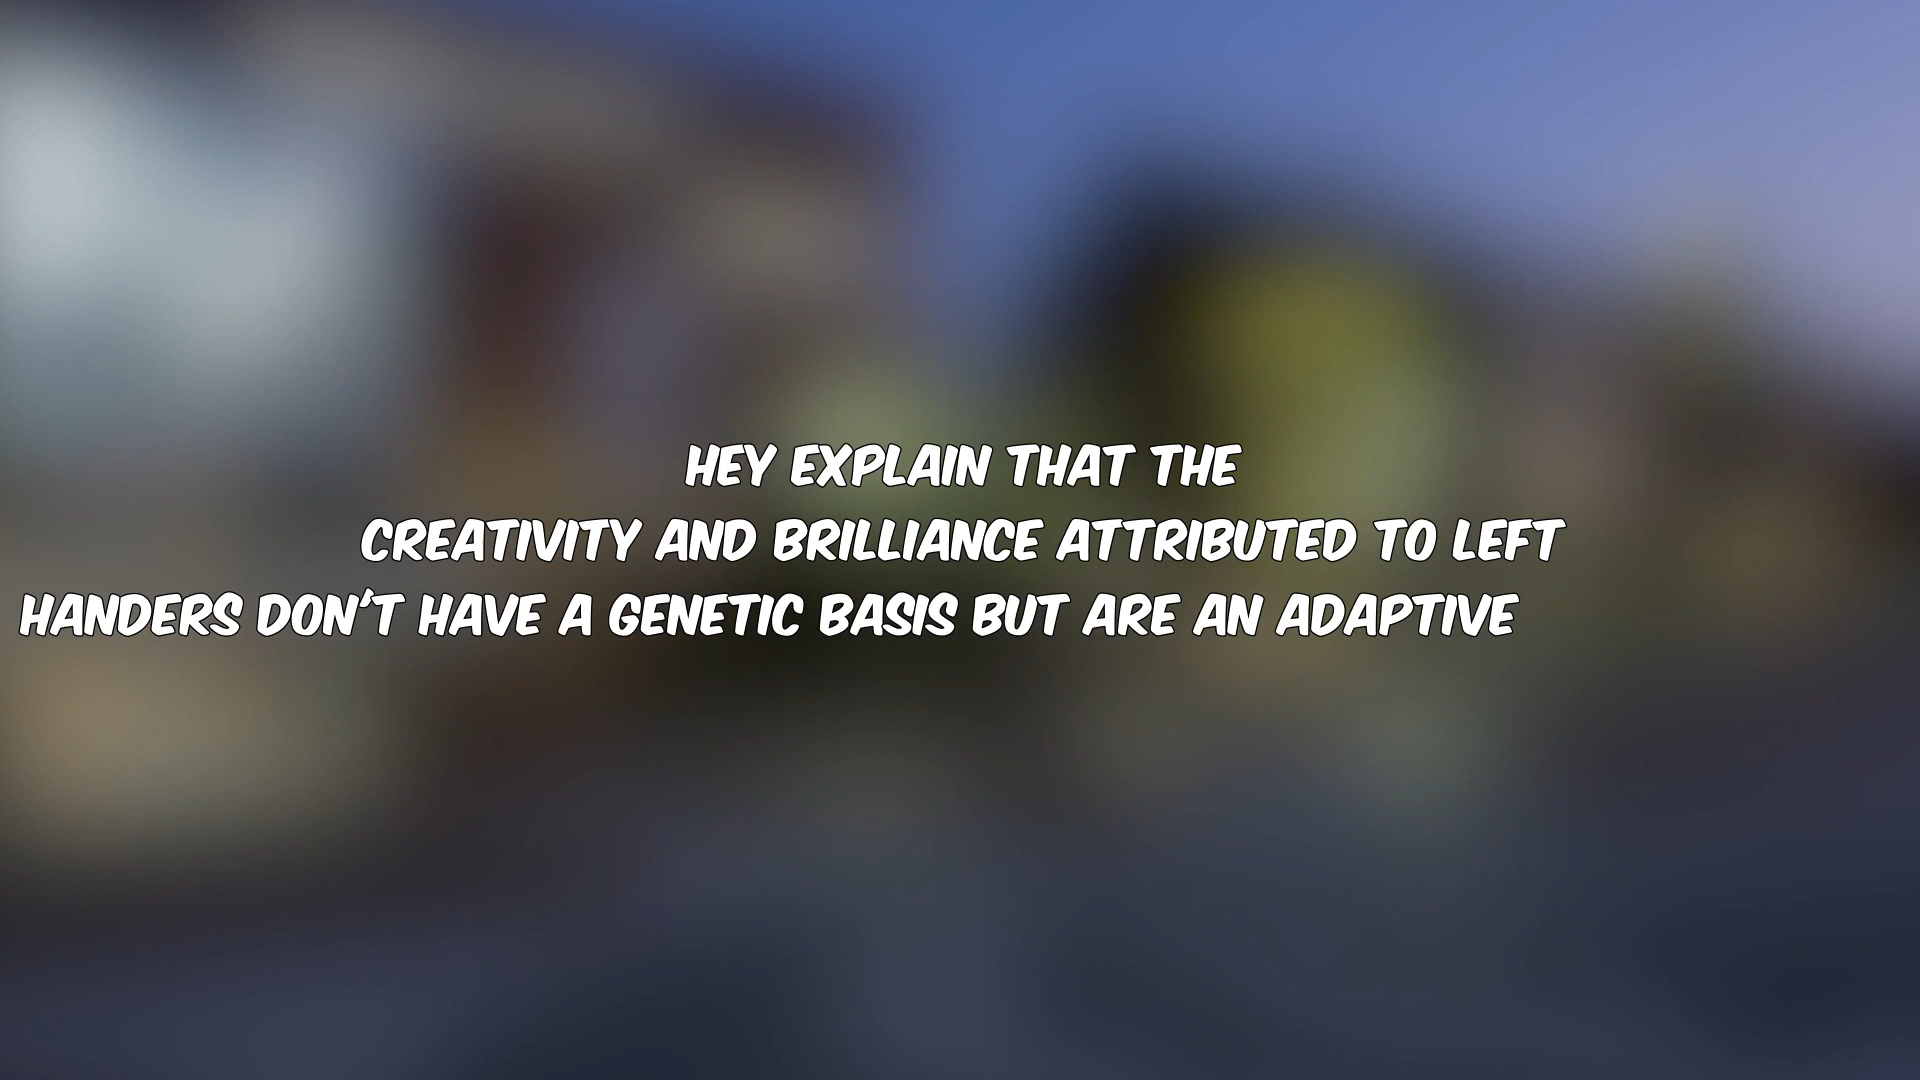 HEY EXPLAIN THAT THE
CREATIVITY AND BRILLIANCE ATTRIBUTED TO LEFT
HANDERS DON'T HAVE A GENETIC BASIS BUT ARE AN ADAPTIVE